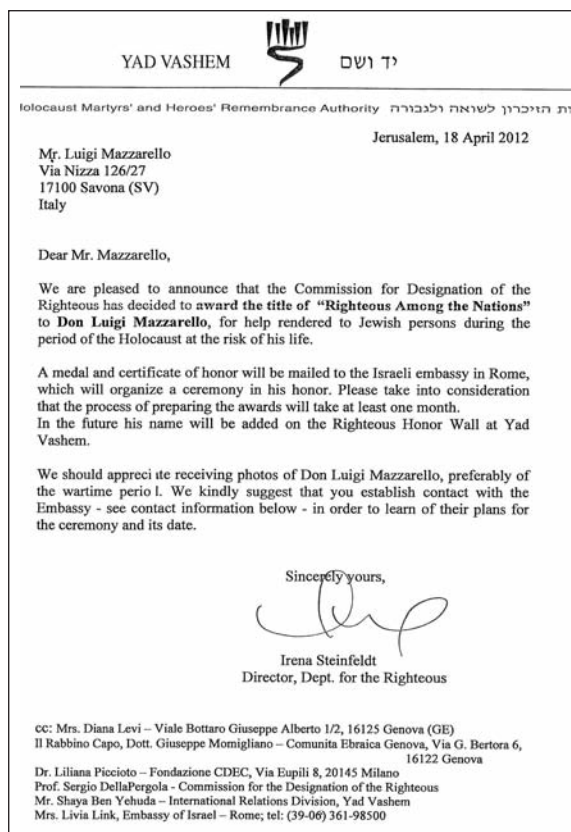 YAD VASHEM יד ושם
Holocaust Martyrs' and Heroes' Remembrance Authority ות הזיכרון לשואה ולגבורה
Jerusalem, 18 April 2012
Mr. Luigi Mazzarello
Via Nizza 126/27
17100 Savona (SV)
Italy
Dear Mr. Mazzarello,
We are pleased to announce that the Commission for Designation of the
Righteous has decided to award the title of “Righteous Among the Nations”
to Don Luigi Mazzarello, for help rendered to Jewish persons during the
period of the Holocaust at the risk of his life.
A medal and certificate of honor will be mailed to the Israeli embassy in Rome,
which will organize a ceremony in his honor. Please take into consideration
that the process of preparing the awards will take at least one month.
In the future his name will be added on the Righteous Honor Wall at Yad
Vashem.
We should appreciate receiving photos of Don Luigi Mazzarello, preferably of
the wartime period. We kindly suggest that you establish contact with the
Embassy - see contact information below - in order to learn of their plans for
the ceremony and its date.
Sincerely yours,
Irena Steinfeldt
Director, Dept. for the Righteous
cc: Mrs. Diana Levi – Viale Bottaro Giuseppe Alberto 1/2, 16125 Genova (GE)
Il Rabbino Capo, Dott. Giuseppe Momigliano – Comunita Ebraica Genova, Via G. Bertora 6,
16122 Genova
Dr. Liliana Piccioto – Fondazione CDEC, Via Eupili 8, 20145 Milano
Prof. Sergio DellaPergola - Commission for the Designation of the Righteous
Mr. Shaya Ben Yehuda – International Relations Division, Yad Vashem
Mrs. Livia Link, Embassy of Israel – Rome; tel: (39-06) 361-98500